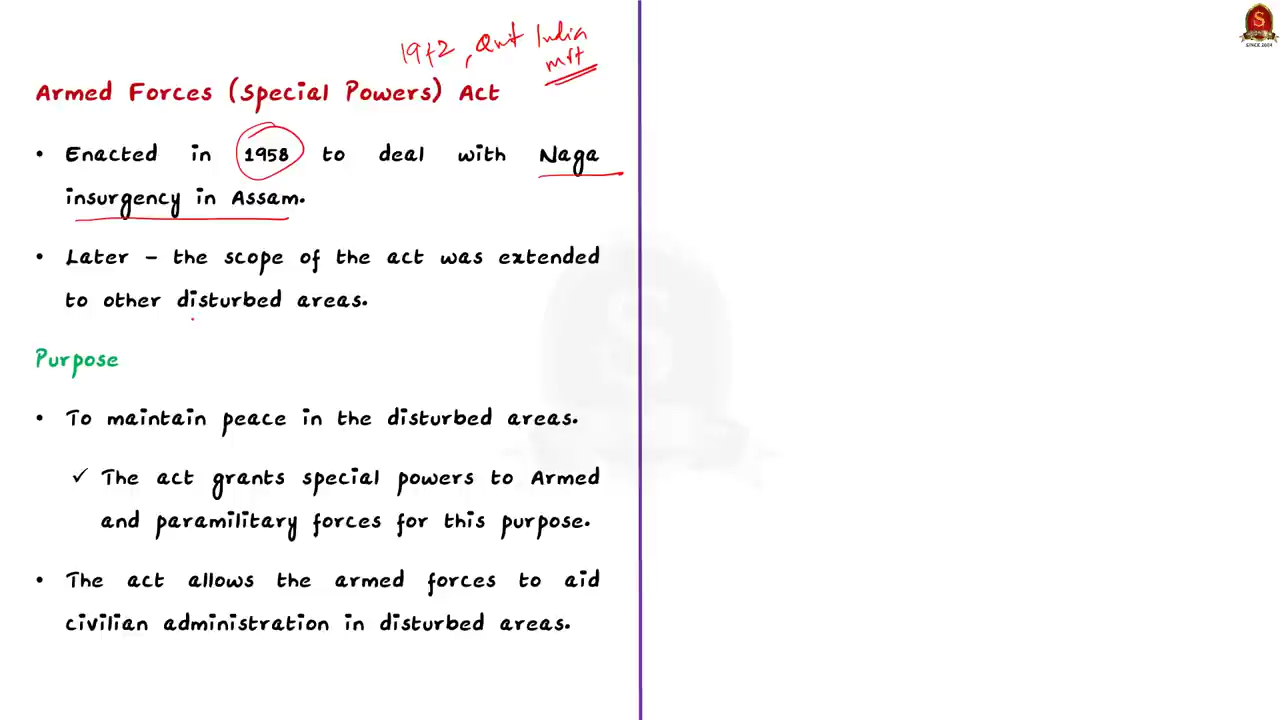 1942, Quit India
mvt
Armed Forces (Special Powers) Act
• Enacted in 1958 to deal with Naga
insurgency in Assam.
• Later – the scope of the act was extended
to other disturbed areas.
Purpose
• To maintain peace in the disturbed areas.
✓ The act grants special powers to Armed
and paramilitary forces for this purpose.
• The act allows the armed forces to aid
civilian administration in disturbed areas.
S
SINCE 2004